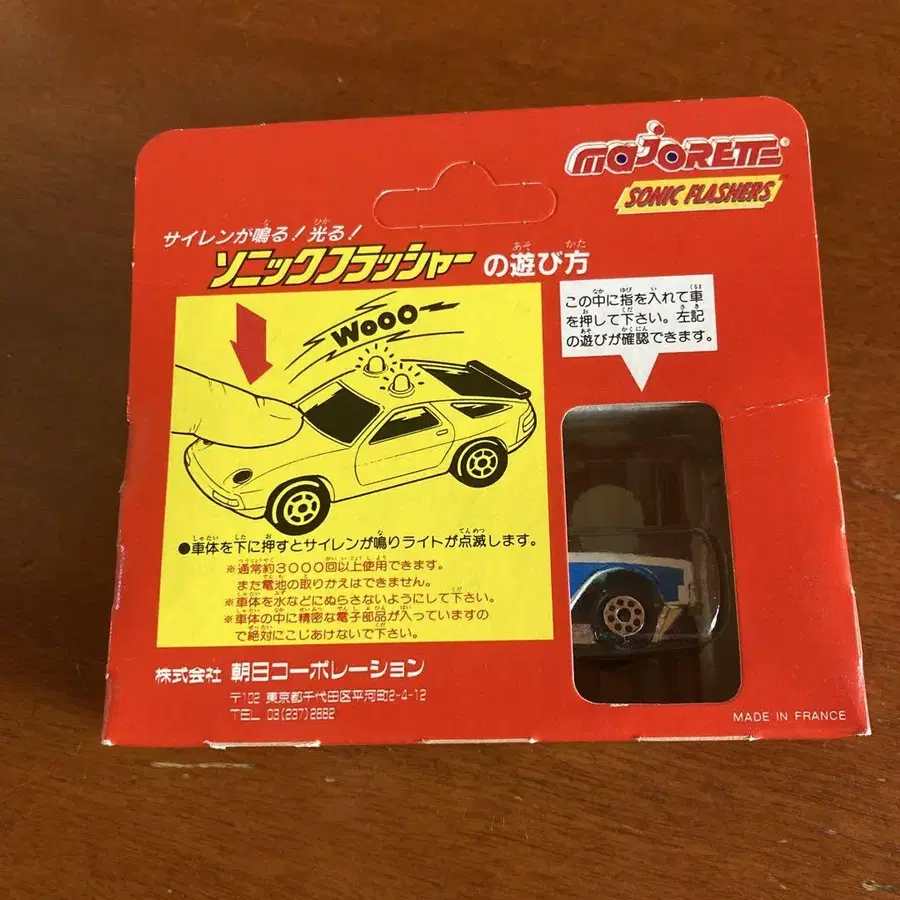 MAJORETTE
SONIC FLASHERS
サイレンが鳴る!光る!
ソニックフラッシャーの遊び方
この中に指を入れて車
を押して下さい。左記
の遊びが確認できます。
WOOO
●車体を下に押すとサイレンが鳴りライトが点滅します。
※通常約3000回以上使用できます。
また電池の取りかえはできません。
※車体を水などにぬらさないようにして下さい。
※車体の中に精密な電子部品が入っていますの
で絶対にこじあけないで下さい。
株式会社 朝日コーポレーション
〒102 東京都千代田区平河町2-4-12
TEL 03(237)2882
MADE IN FRANCE